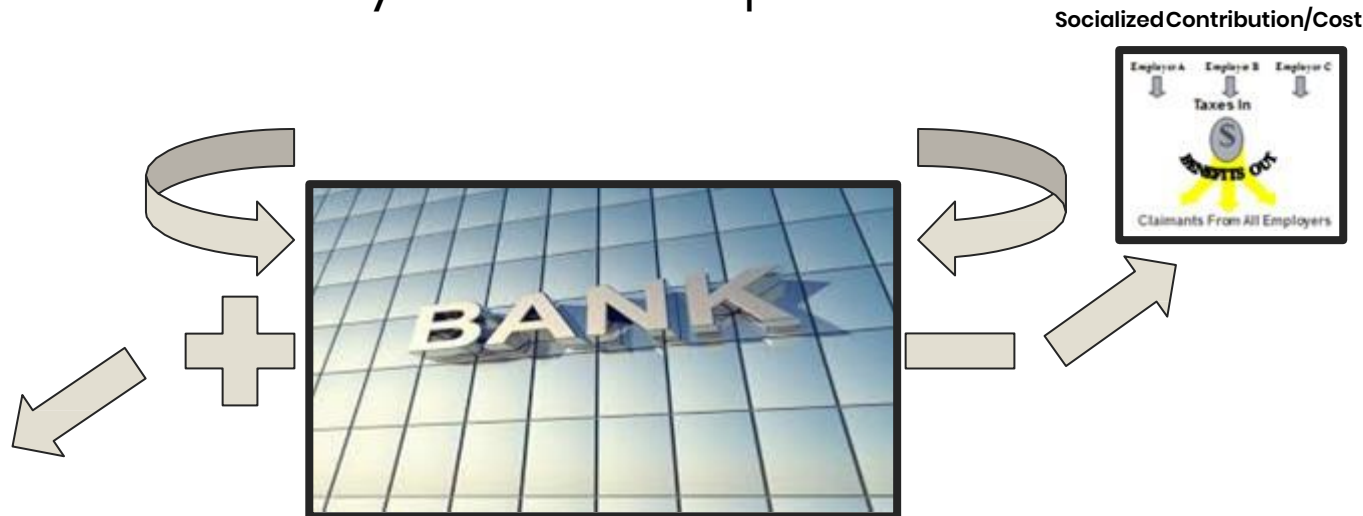 Socialized Contribution/Cost
Employer A Employer B Employer C
Taxes In
S
BENEFITS OUT
Claimants From All Employers
BANK